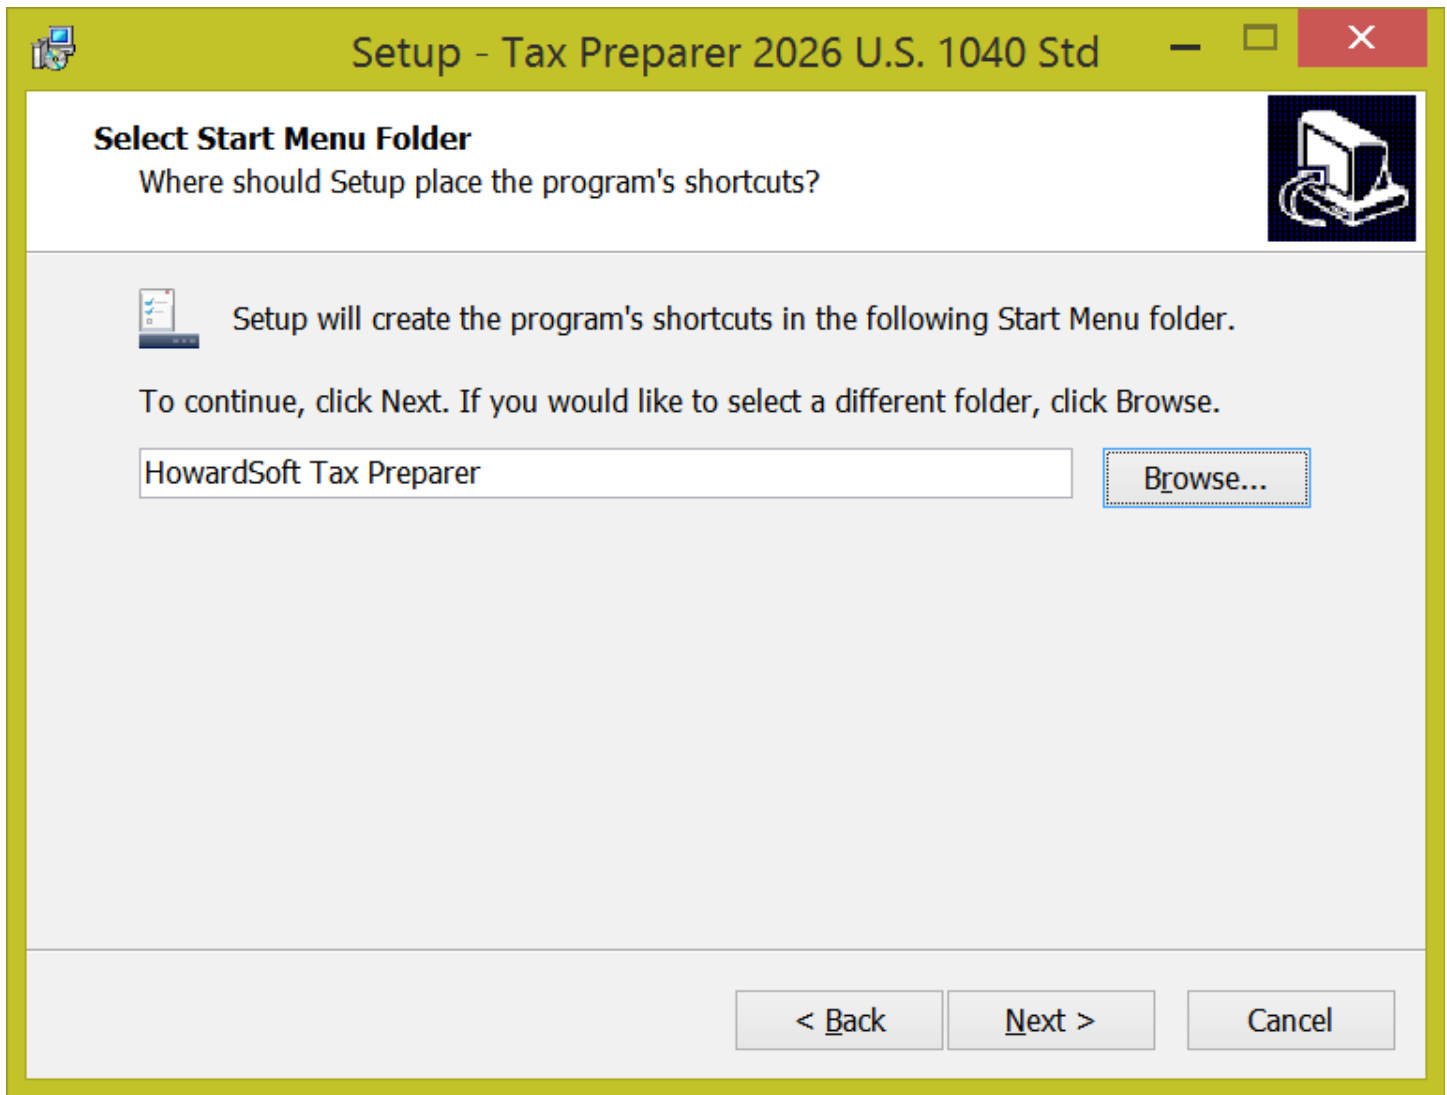 Setup - Tax Preparer 2026 U.S. 1040 Std
Select Start Menu Folder
Where should Setup place the program's shortcuts?
Setup will create the program's shortcuts in the following Start Menu folder.
To continue, click Next. If you would like to select a different folder, click Browse.
HowardSoft Tax Preparer
Browse...
< Back
Next >
Cancel